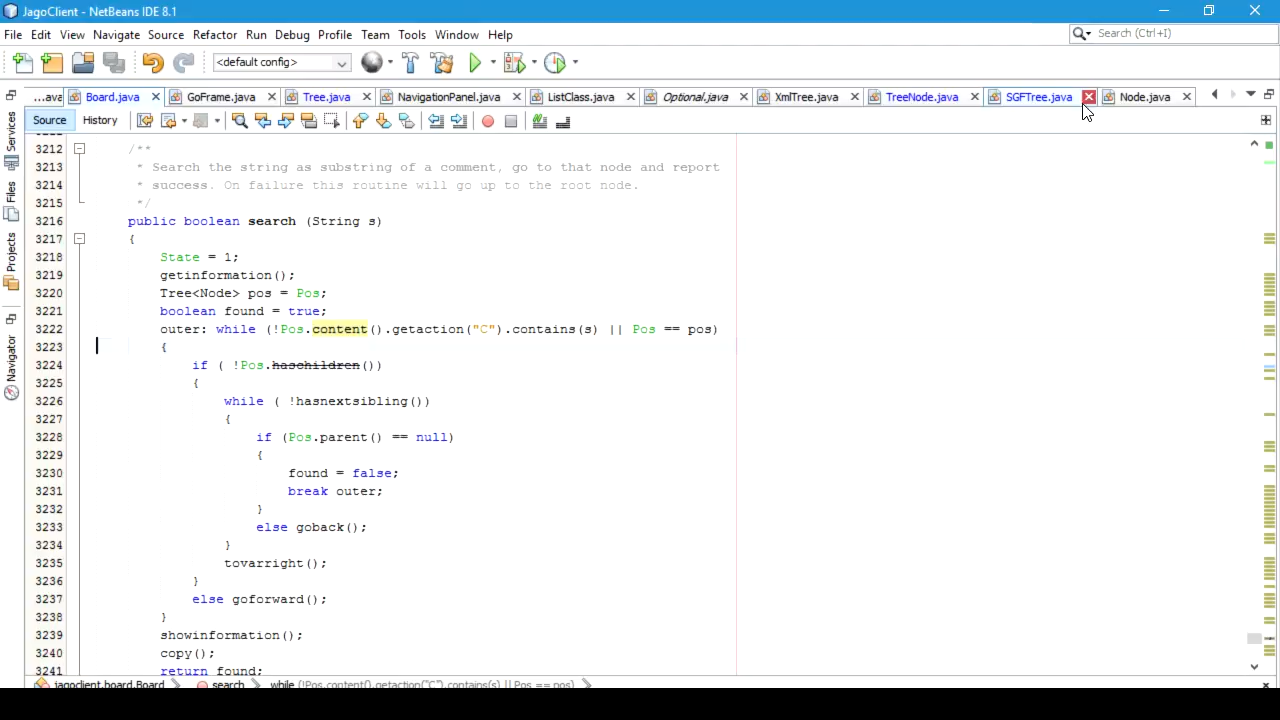 JagoClient - NetBeans IDE 8.1
File Edit View Navigate Source Refactor Run Debug Profile Team Tools Window Help
Search (Ctrl+I)
<default config>
...ava Board.java GoFrame.java Tree.java NavigationPanel.java ListClass.java Optional.java XmlTree.java TreeNode.java SGFTree.java Node.java
Source History
Services
Files
Projects
Navigator
3212 /**
3213 * Search the string as substring of a comment, go to that node and report
3214 * success. On failure this routine will go up to the root node.
3215 */
3216 public boolean search (String s)
3217 {
3218 State = 1;
3219 getinformation();
3220 Tree<Node> pos = Pos;
3221 boolean found = true;
3222 outer: while (!Pos.content().getaction("C").contains(s) || Pos == pos)
3223 {
3224 if ( !Pos.haschildren())
3225 {
3226 while ( !hasnextsibling())
3227 {
3228 if (Pos.parent() == null)
3229 {
3230 found = false;
3231 break outer;
3232 }
3233 else goback();
3234 }
3235 tovarright();
3236 }
3237 else goforward();
3238 }
3239 showinformation();
3240 copy();
3241 return found;
jagoclient.board.Board search while (!Pos.content().getaction("C").contains(s) || Pos == pos)